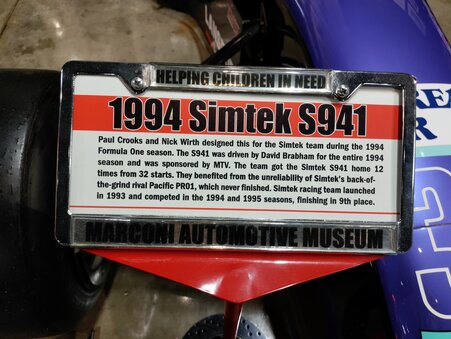 HELPING CHILDREN IN NEED
1994 Simtek S941
Paul Crooks and Nick Wirth designed this for the Simtek team during the 1994
Formula One season. The S941 was driven by David Brabham for the entire 1994
season and was sponsored by MTV. The team got the Simtek S941 home 12
times from 32 starts. They benefited from the unreliability of Simtek's back-of-
the-grind rival Pacific PR01, which never finished. Simtek racing team launched
in 1993 and competed in the 1994 and 1995 seasons, finishing in 9th place.
MARCONI AUTOMOTIVE MUSEUM